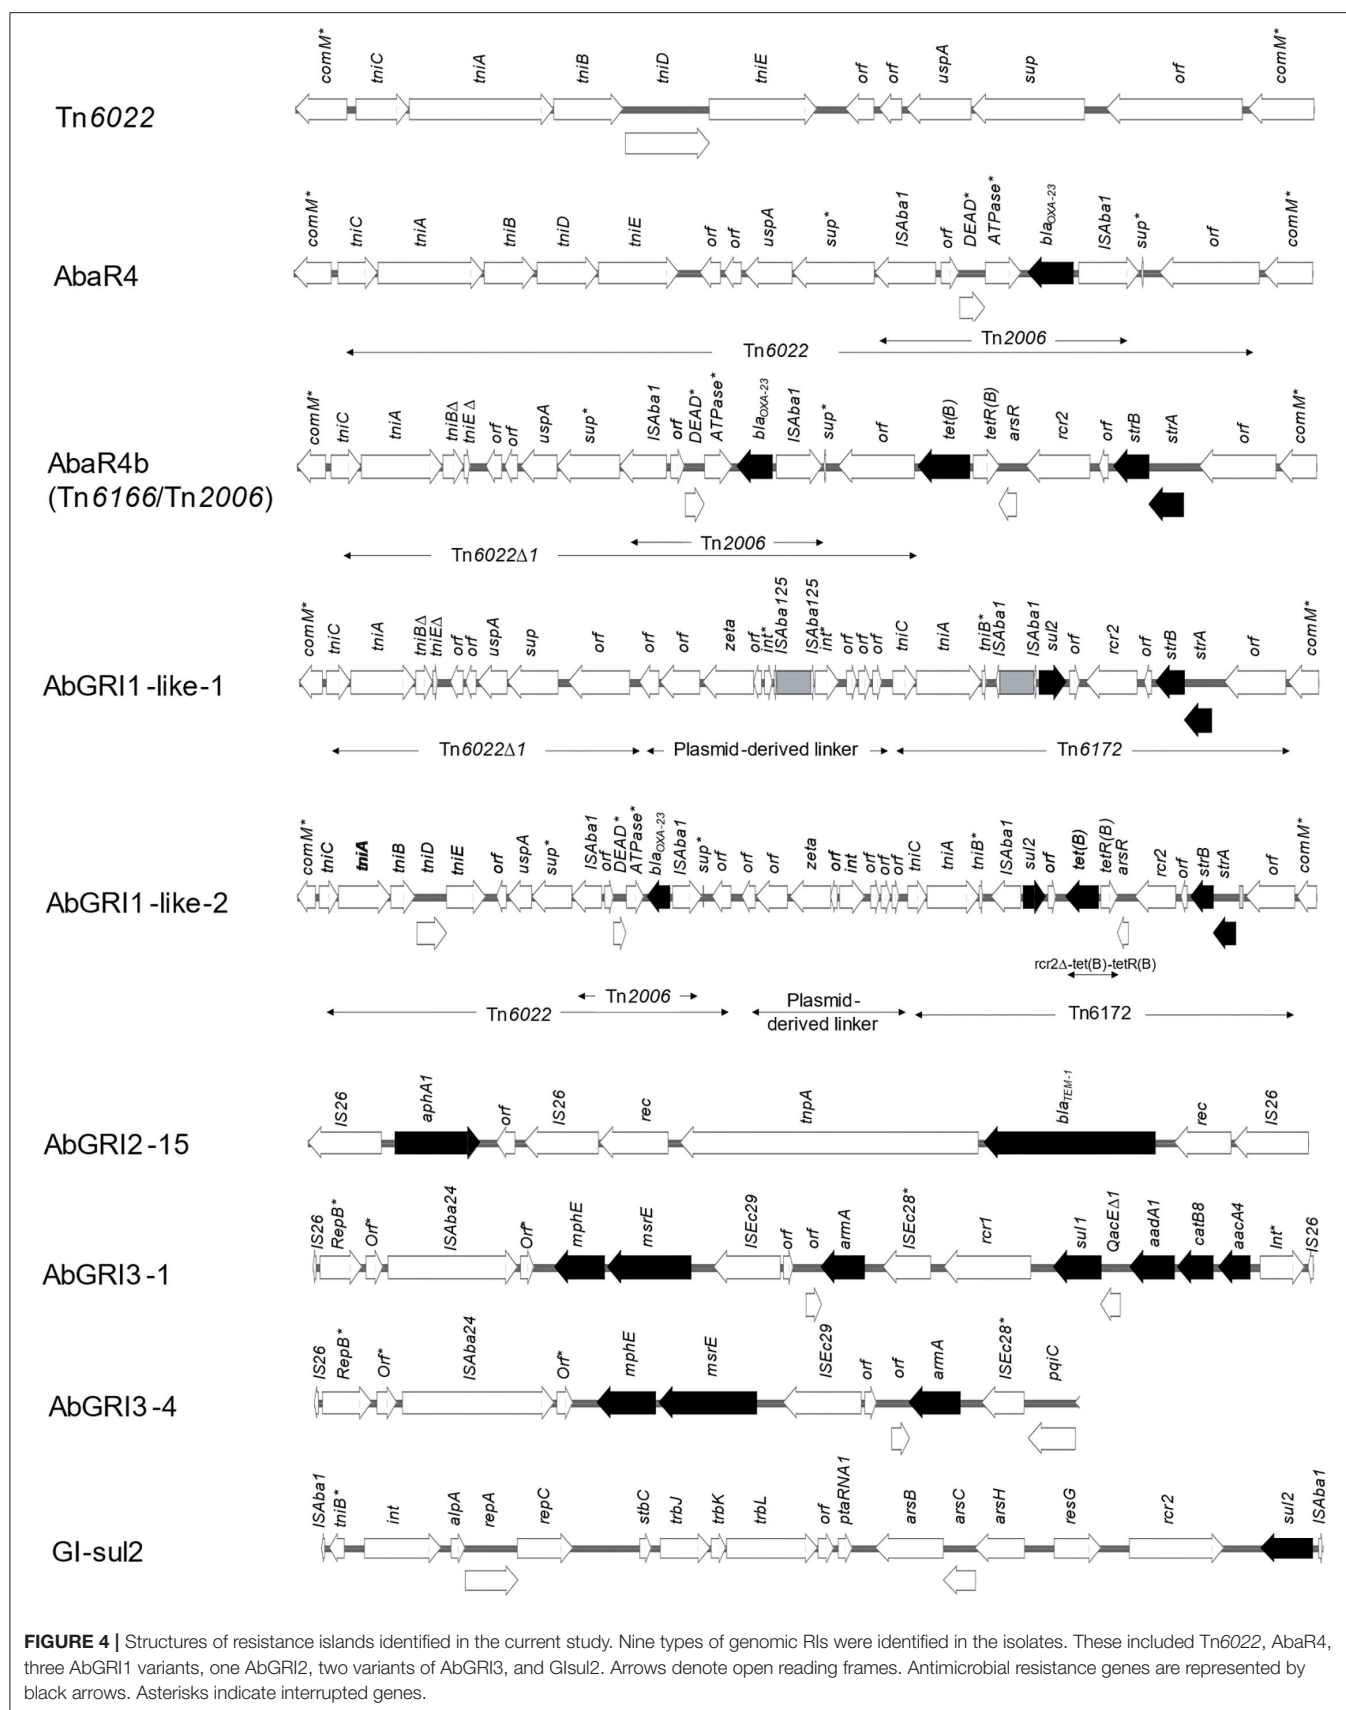 comM* tniC tniA tniB tniD tniE orf orf uspA sup orf comM*
Tn6022
comM* tniC tniA tniB tniD tniE orf orf uspA sup* ISAba1 orf DEAD* ATPase* blaOXA-23 ISAba1 sup* orf comM*
AbaR4
Tn2006
Tn6022
comM* tniC tniA tniBΔ tniE Δ orf orf uspA sup* ISAba1 orf DEAD* ATPase* blaOXA-23 ISAba1 sup* orf tet(B) tetR(B) arsR rcr2 orf strB strA orf comM*
AbaR4b
(Tn6166/Tn2006)
Tn2006
Tn6022Δ1
comM* tniC tniA tniBΔ tniEΔ orf orf uspA sup orf orf orf zeta orf int* ISAba125 ISAba125 int* orf orf orf tniC tniA tniB* ISAba1 ISAba1 sul2 orf rcr2 orf strB strA orf comM*
AbGRI1-like-1
Tn6022Δ1 Plasmid-derived linker Tn6172
comM* tniC tniA tniB tniD tniE orf uspA sup* ISAba1 orf DEAD* ATPase* blaOXA-23 ISAba1 sup* orf orf orf zeta orf int orf orf orf tniC tniA tniB* ISAba1 sul2 orf tet(B) tetR(B) arsR rcr2 orf strB strA orf comM*
AbGRI1-like-2
rcr2Δ-tet(B)-tetR(B)
Tn2006
Tn6022
Plasmid-
derived linker
Tn6172
IS26 aphA1 orf IS26 rec tnpA blaTEM-1 rec IS26
AbGRI2-15
IS26 RepB* Orf* ISAba24 Orf* mphE msrE ISEc29 orf orf armA ISEc28* rcr1 sul1 QacEΔ1 aadA1 catB8 aacA4 Int* IS26
AbGRI3-1
IS26 RepB* Orf* ISAba24 Orf* mphE msrE ISEc29 orf orf armA ISEc28* pqiC
AbGRI3-4
ISAba1 tniB* int alpA repA repC stbC trbJ trbK trbL orf ptaRNA1 arsB arsC arsH resG rcr2 sul2 ISAba1
GI-sul2
FIGURE 4 | Structures of resistance islands identified in the current study. Nine types of genomic RIs were identified in the isolates. These included Tn6022, AbaR4,
three AbGRI1 variants, one AbGRI2, two variants of AbGRI3, and GIsul2. Arrows denote open reading frames. Antimicrobial resistance genes are represented by
black arrows. Asterisks indicate interrupted genes.